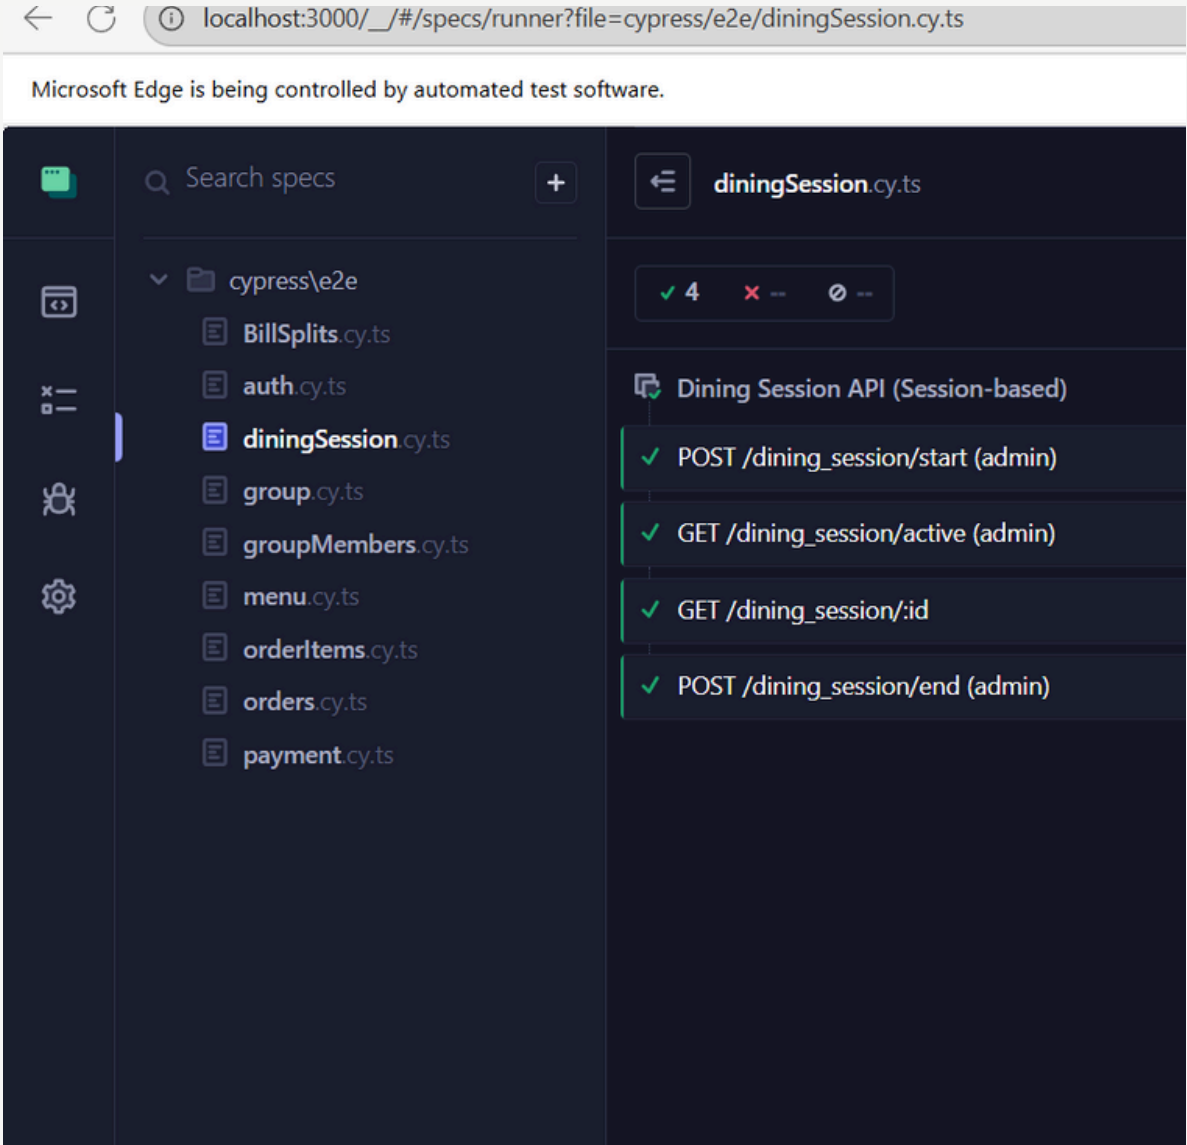 localhost:3000/__/#/specs/runner?file=cypress/e2e/diningSession.cy.ts
Microsoft Edge is being controlled by automated test software.
Search specs
+
cypress\e2e
BillSplits.cy.ts
auth.cy.ts
diningSession.cy.ts
group.cy.ts
groupMembers.cy.ts
menu.cy.ts
orderItems.cy.ts
orders.cy.ts
payment.cy.ts
diningSession.cy.ts
4 -- --
Dining Session API (Session-based)
POST /dining_session/start (admin)
GET /dining_session/active (admin)
GET /dining_session/:id
POST /dining_session/end (admin)